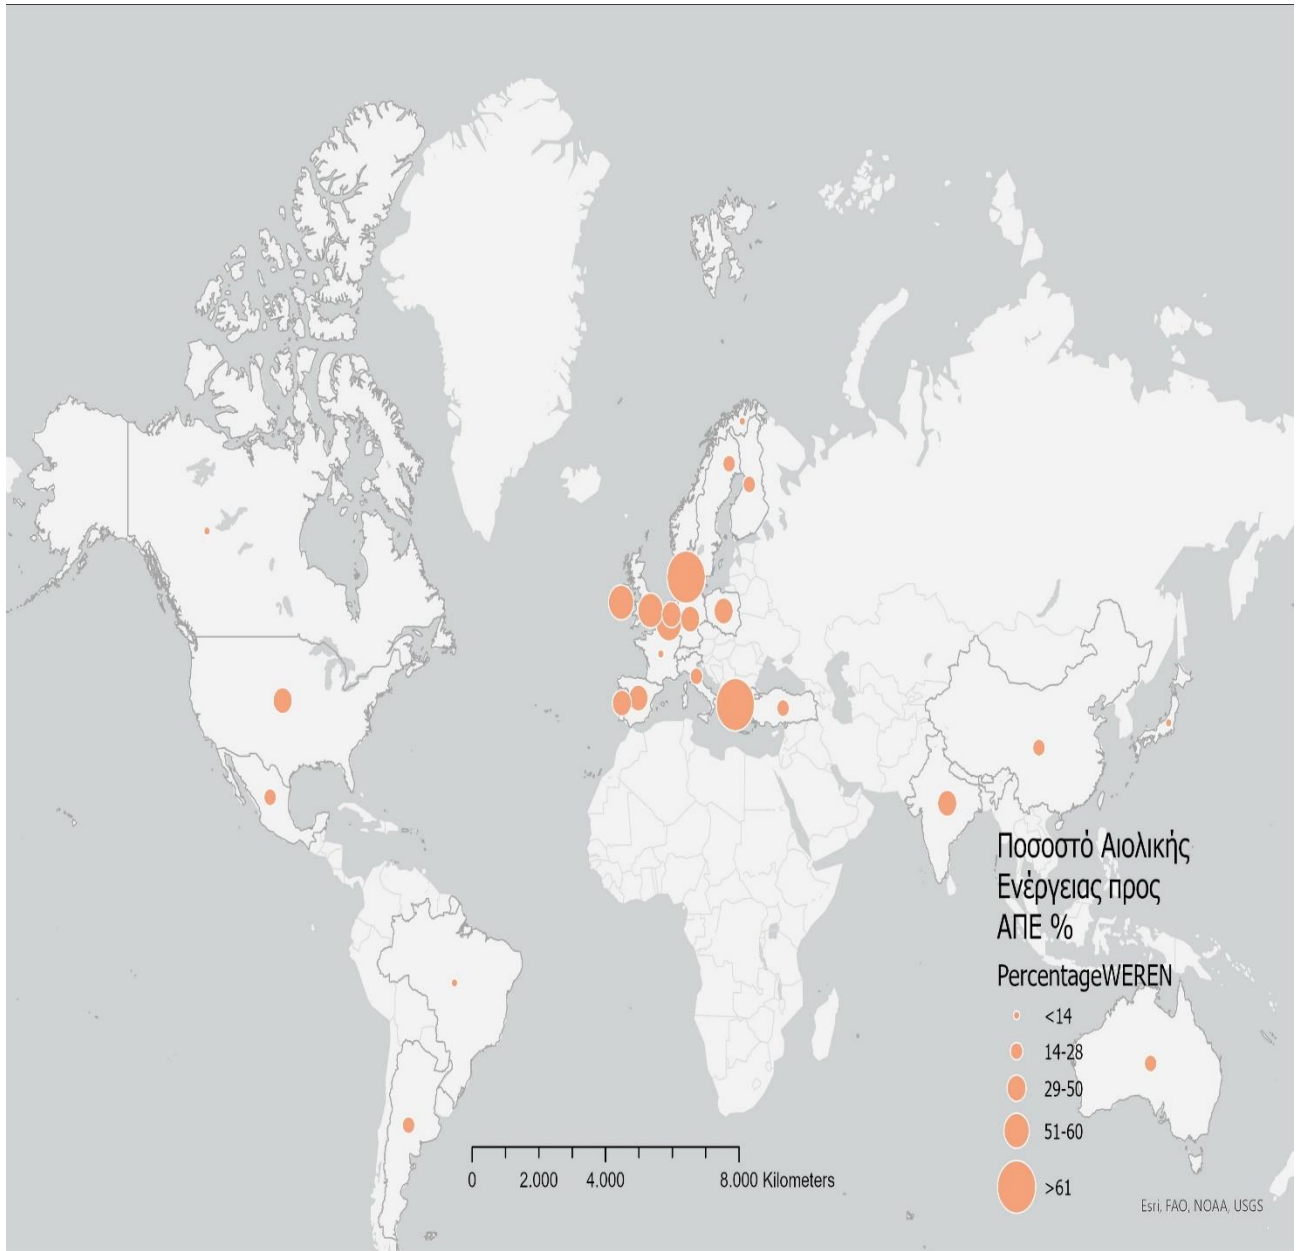 Ποσοστό Αιολικής
Ενέργειας προς
ΑΠΕ %
PercentageWEREN
<14
14-28
29-50
51-60
>61
0 2.000 4.000 8.000 Kilometers
Esri, FAO, NOAA, USGS